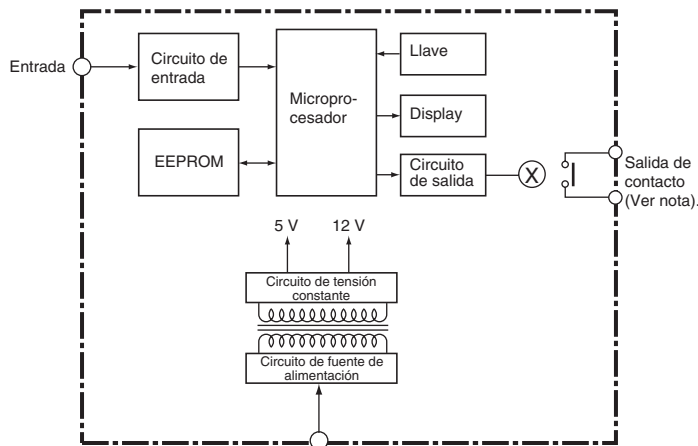 Entrada
Circuito de
entrada
Micropro-
cesador
Llave
Display
EEPROM
Circuito
de salida
X
Salida de
contacto
(Ver nota).
5 V
12 V
Circuito de tensión
constante
Circuito de fuente de
alimentación